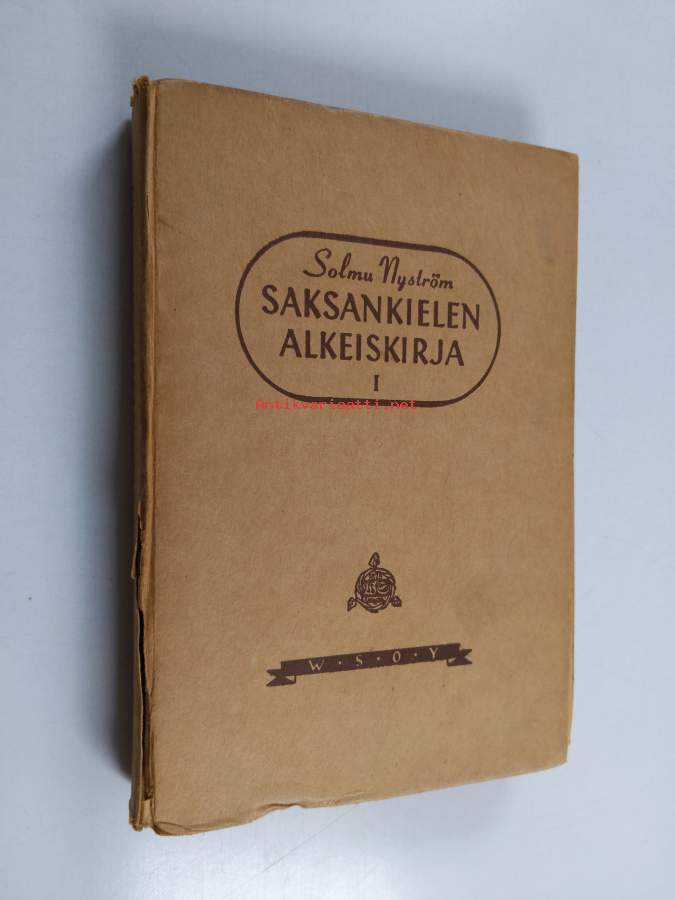 Solmu Nyström
SAKSANKIELEN
ALKEISKIRJA
I
Antikvariaatti.net
W·S·O·Y